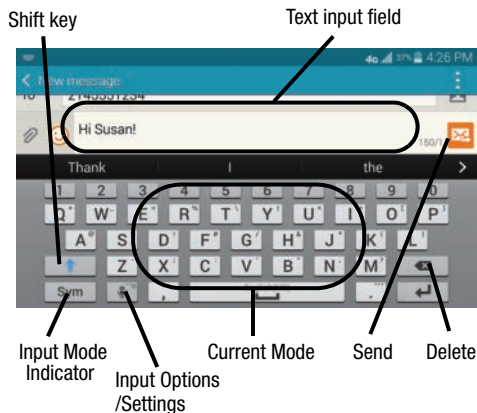 Shift key
Text input field
4G 37% 4:26 PM
New message
To 2145551234
Hi Susan!
150/1
Thank I the
1 2 3 4 5 6 7 8 9 0
Q W E R T Y U I O P
A S D F G H J K L
Z X C V B N M
Sym , .
Input Mode
Indicator
Input Options
/Settings
Current Mode
Send
Delete